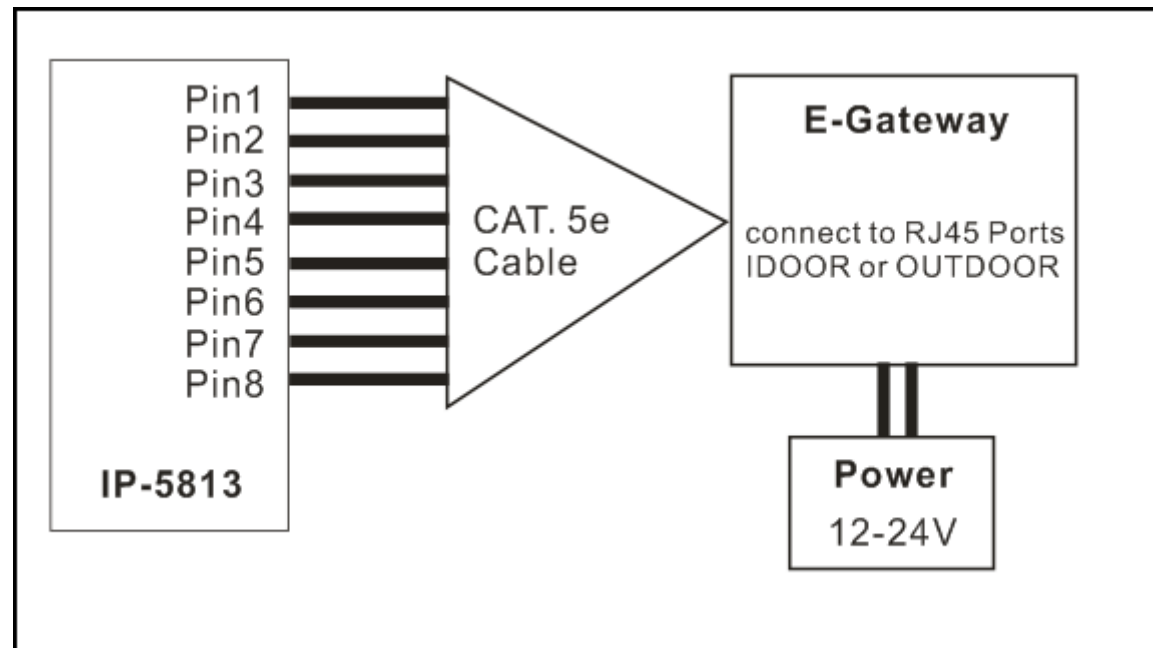 Pin1
Pin2
Pin3
Pin4
Pin5
Pin6
Pin7
Pin8
IP-5813
CAT. 5e
Cable
E-Gateway
connect to RJ45 Ports
IDOOR or OUTDOOR
Power
12-24V